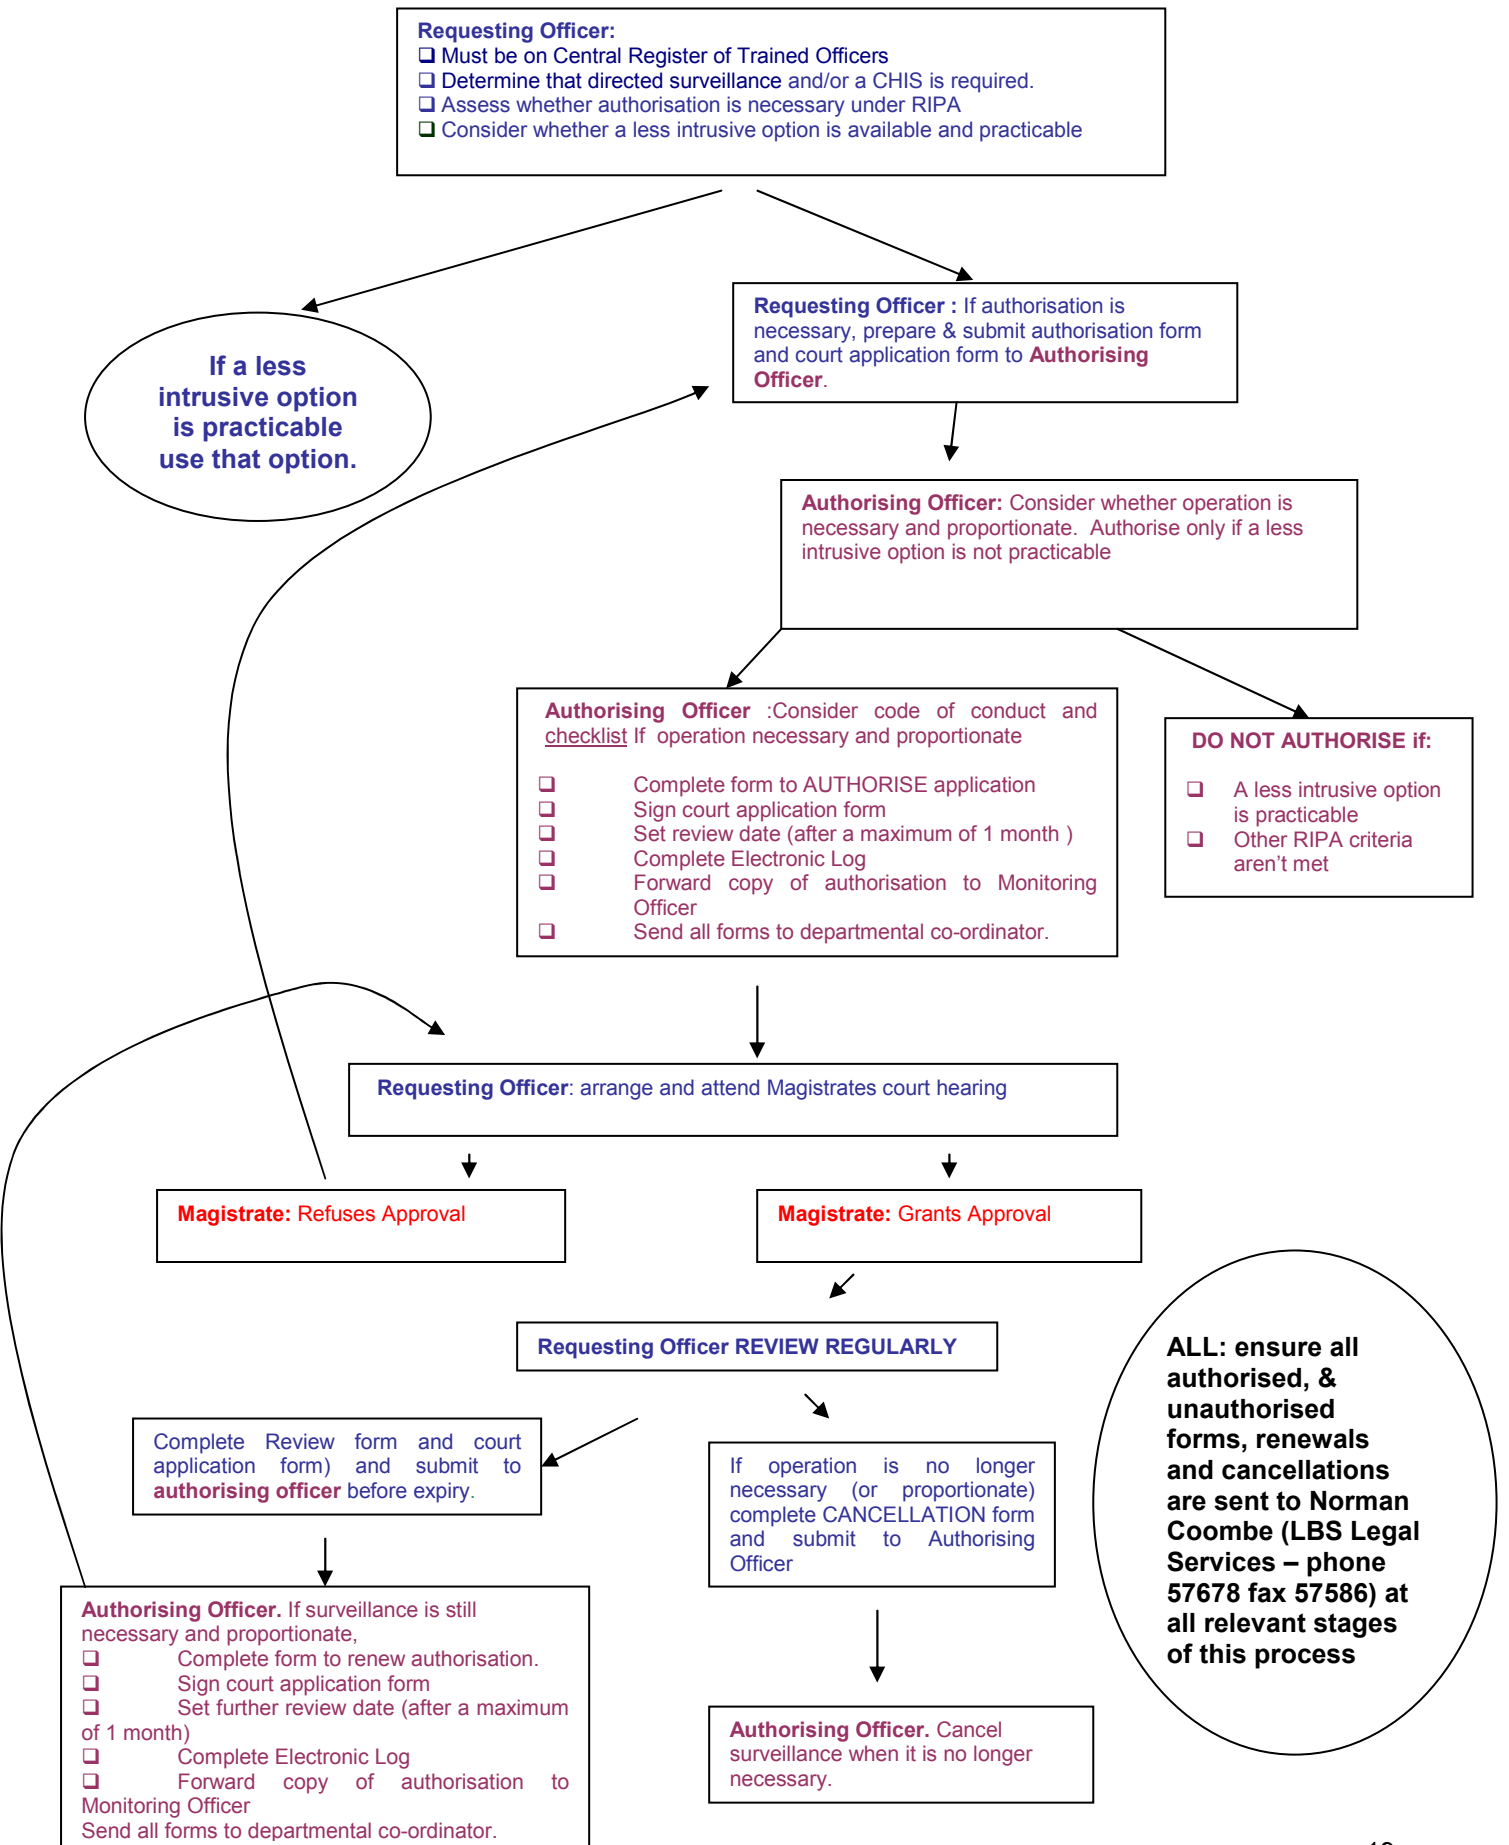 Requesting Officer:
❑ Must be on Central Register of Trained Officers
❑ Determine that directed surveillance and/or a CHIS is required.
❑ Assess whether authorisation is necessary under RIPA
❑ Consider whether a less intrusive option is available and practicable
If a less
intrusive option
is practicable
use that option.
Requesting Officer : If authorisation is
necessary, prepare & submit authorisation form
and court application form to Authorising
Officer.
Authorising Officer: Consider whether operation is
necessary and proportionate. Authorise only if a less
intrusive option is not practicable
Authorising Officer :Consider code of conduct and
checklist If operation necessary and proportionate
❑ Complete form to AUTHORISE application
❑ Sign court application form
❑ Set review date (after a maximum of 1 month )
❑ Complete Electronic Log
❑ Forward copy of authorisation to Monitoring
Officer
❑ Send all forms to departmental co-ordinator.
DO NOT AUTHORISE if:
❑ A less intrusive option
is practicable
❑ Other RIPA criteria
aren't met
Requesting Officer: arrange and attend Magistrates court hearing
Magistrate: Refuses Approval
Magistrate: Grants Approval
Requesting Officer REVIEW REGULARLY
Complete Review form and court
application form) and submit to
authorising officer before expiry.
If operation is no longer
necessary (or proportionate)
complete CANCELLATION form
and submit to Authorising
Officer
ALL: ensure all
authorised, &
unauthorised
forms, renewals
and cancellations
are sent to Norman
Coombe (LBS Legal
Services – phone
57678 fax 57586) at
all relevant stages
of this process
Authorising Officer. If surveillance is still
necessary and proportionate,
❑ Complete form to renew authorisation.
❑ Sign court application form
❑ Set further review date (after a maximum
of 1 month)
❑ Complete Electronic Log
❑ Forward copy of authorisation to
Monitoring Officer
Send all forms to departmental co-ordinator.
Authorising Officer. Cancel
surveillance when it is no longer
necessary.